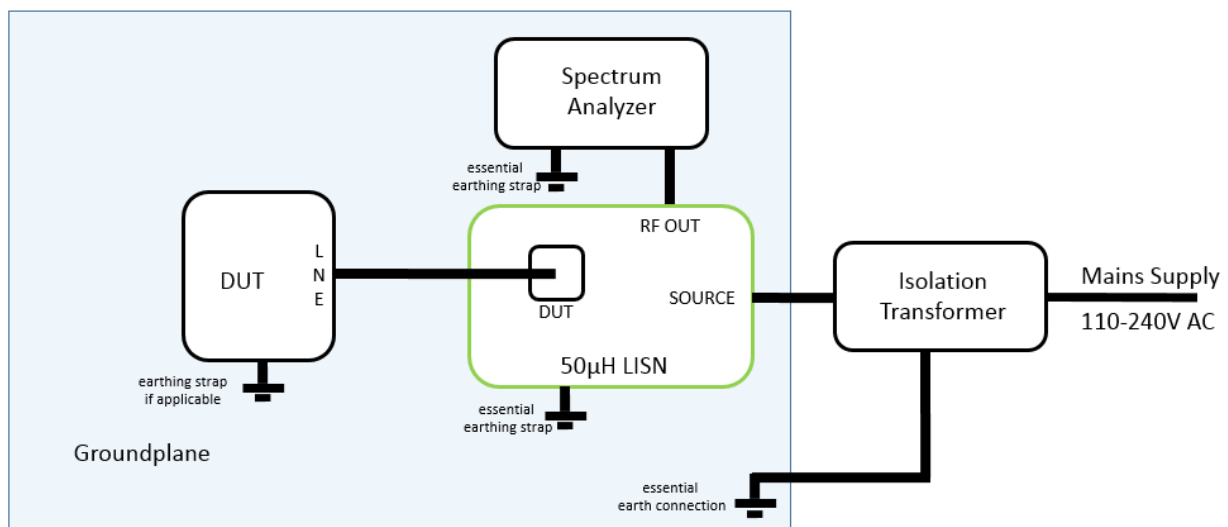 Spectrum
Analyzer
essential
earthing strap
RF OUT
L
N
E
DUT
DUT
SOURCE
50µH LISN
Isolation
Transformer
Mains Supply
110-240V AC
earthing strap
if applicable
essential
earthing strap
Groundplane
essential
earth connection